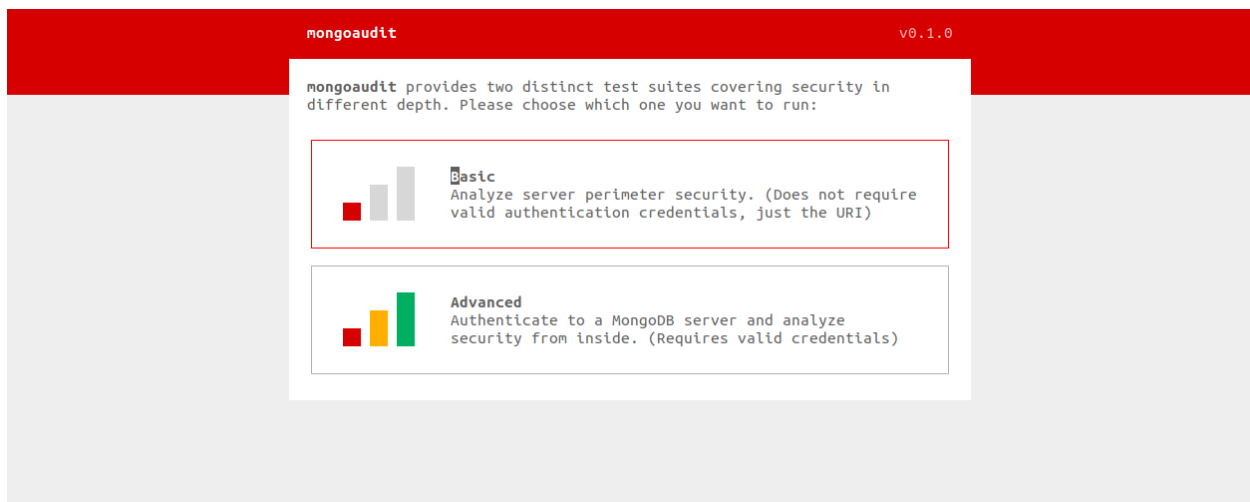 mongoaudit v0.1.0
mongoaudit provides two distinct test suites covering security in
different depth. Please choose which one you want to run:
Basic
Analyze server perimeter security. (Does not require
valid authentication credentials, just the URI)
Advanced
Authenticate to a MongoDB server and analyze
security from inside. (Requires valid credentials)